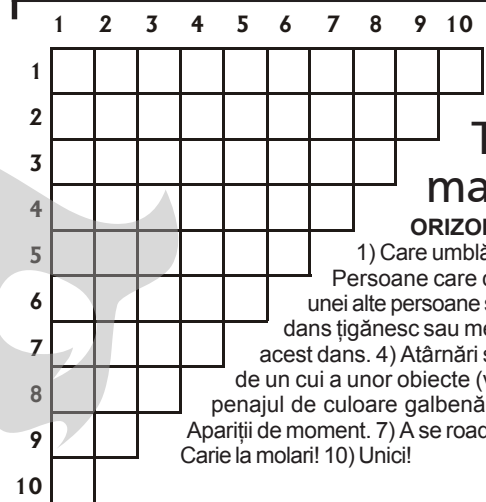 1 2 3 4 5 6 7 8 9 10
1
2
3
4
5
6
7
8
9
10
T
ma
ORIZO
1) Care umblă
Persoane care
unei alte persoane
dans țigănesc sau me
acest dans. 4) Atârnări
de un cui a unor obiecte (v
penajul de culoare galbenă
Apariții de moment. 7) A se road
Carie la molari! 10) Unici!